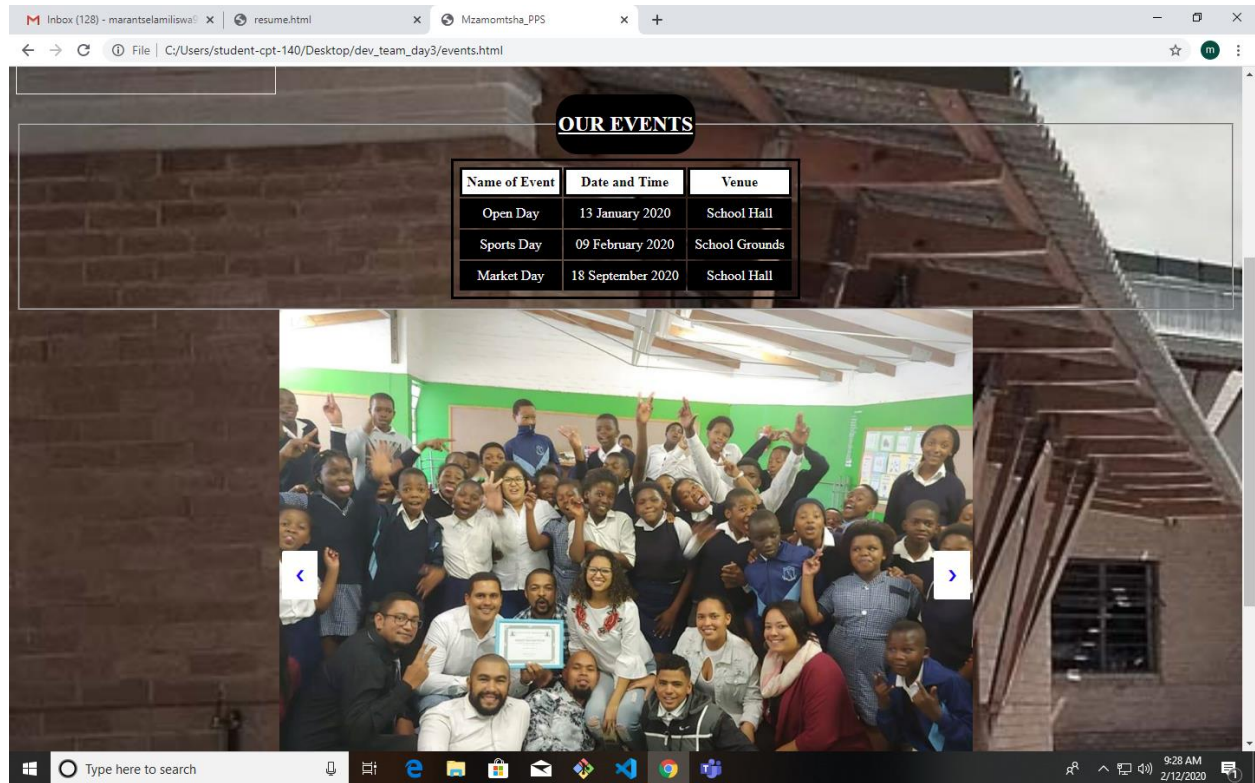 Inbox (128) - marantselamiliswa
resume.html
Mzamomtsha_PPS
File | C:/Users/student-cpt-140/Desktop/dev_team_day3/events.html
m
OUR EVENTS
Name of Event Date and Time Venue
Open Day 13 January 2020 School Hall
Sports Day 09 February 2020 School Grounds
Market Day 18 September 2020 School Hall
Type here to search
9:28 AM
2/12/2020